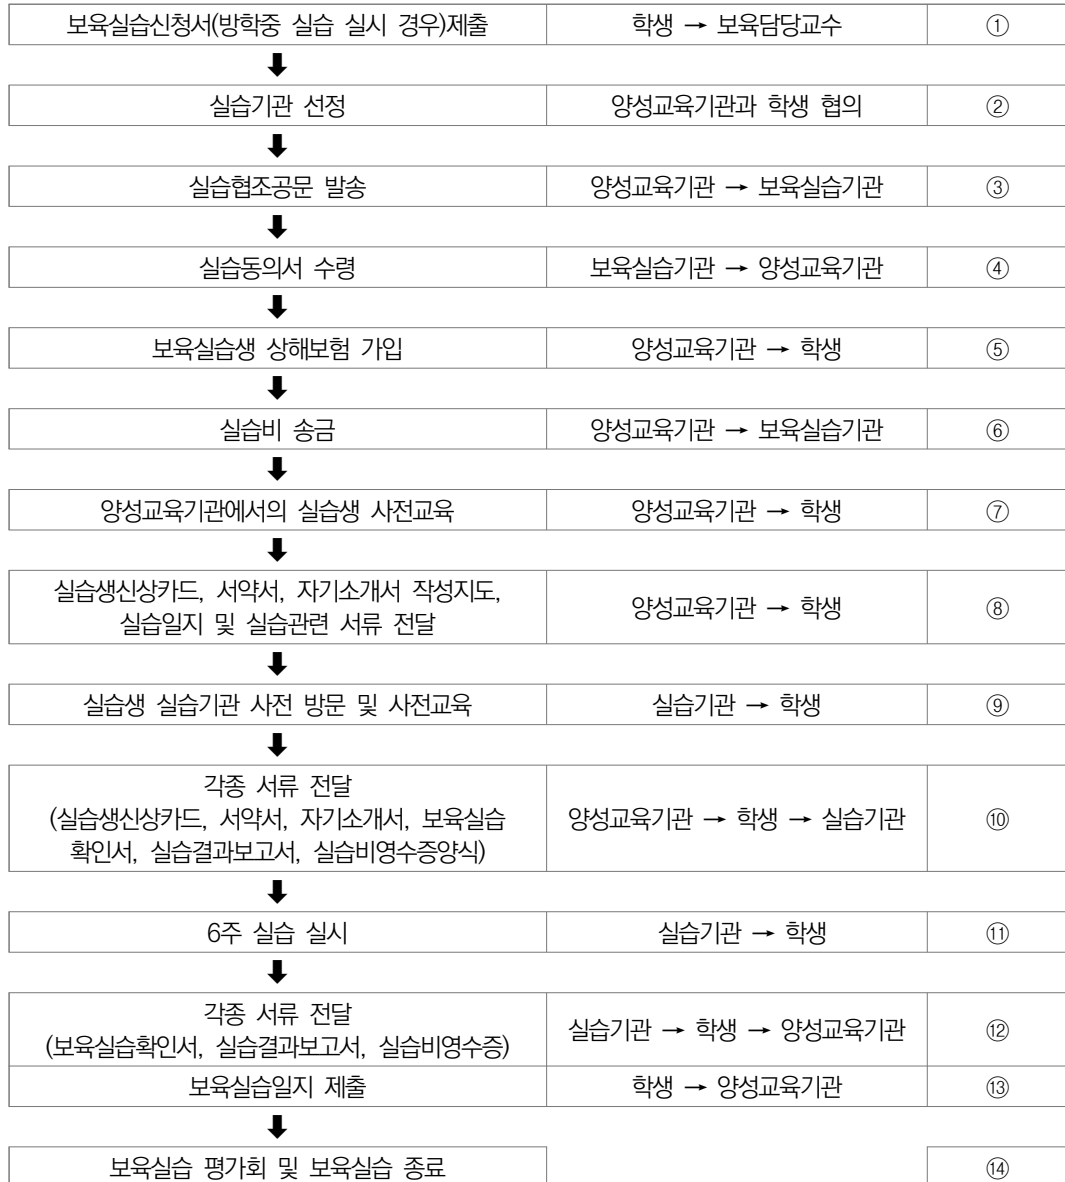 보육실습신청서(방학중 실습 실시 경우)제출 학생 → 보육담당교수 ①
실습기관 선정 양성교육기관과 학생 협의 ②
실습협조공문 발송 양성교육기관 → 보육실습기관 ③
실습동의서 수령 보육실습기관 → 양성교육기관 ④
보육실습생 상해보험 가입 양성교육기관 → 학생 ⑤
실습비 송금 양성교육기관 → 보육실습기관 ⑥
양성교육기관에서의 실습생 사전교육 양성교육기관 → 학생 ⑦
실습생신상카드, 서약서, 자기소개서 작성지도,
실습일지 및 실습관련 서류 전달 양성교육기관 → 학생 ⑧
실습생 실습기관 사전 방문 및 사전교육 실습기관 → 학생 ⑨
각종 서류 전달
(실습생신상카드, 서약서, 자기소개서, 보육실습
확인서, 실습결과보고서, 실습비영수증양식) 양성교육기관 → 학생 → 실습기관 ⑩
6주 실습 실시 실습기관 → 학생 ⑪
각종 서류 전달
(보육실습확인서, 실습결과보고서, 실습비영수증) 실습기관 → 학생 → 양성교육기관 ⑫
보육실습일지 제출 학생 → 양성교육기관 ⑬
보육실습 평가회 및 보육실습 종료 ⑭